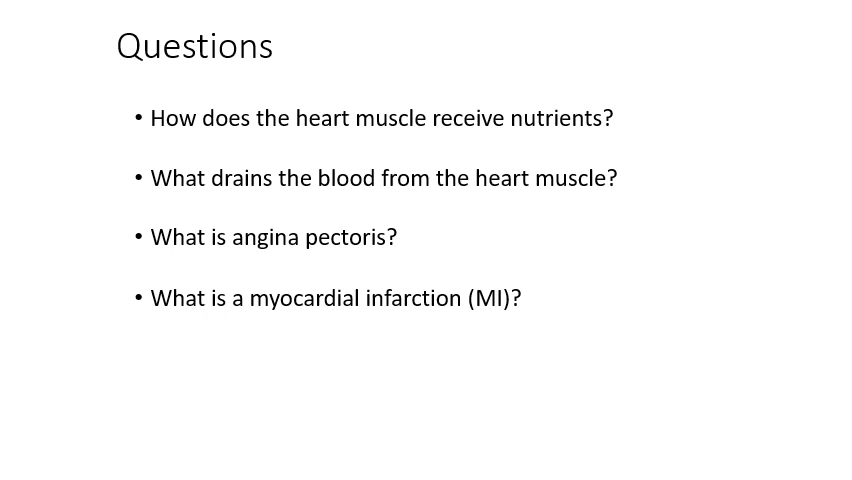 Questions
• How does the heart muscle receive nutrients?
• What drains the blood from the heart muscle?
• What is angina pectoris?
• What is a myocardial infarction (MI)?